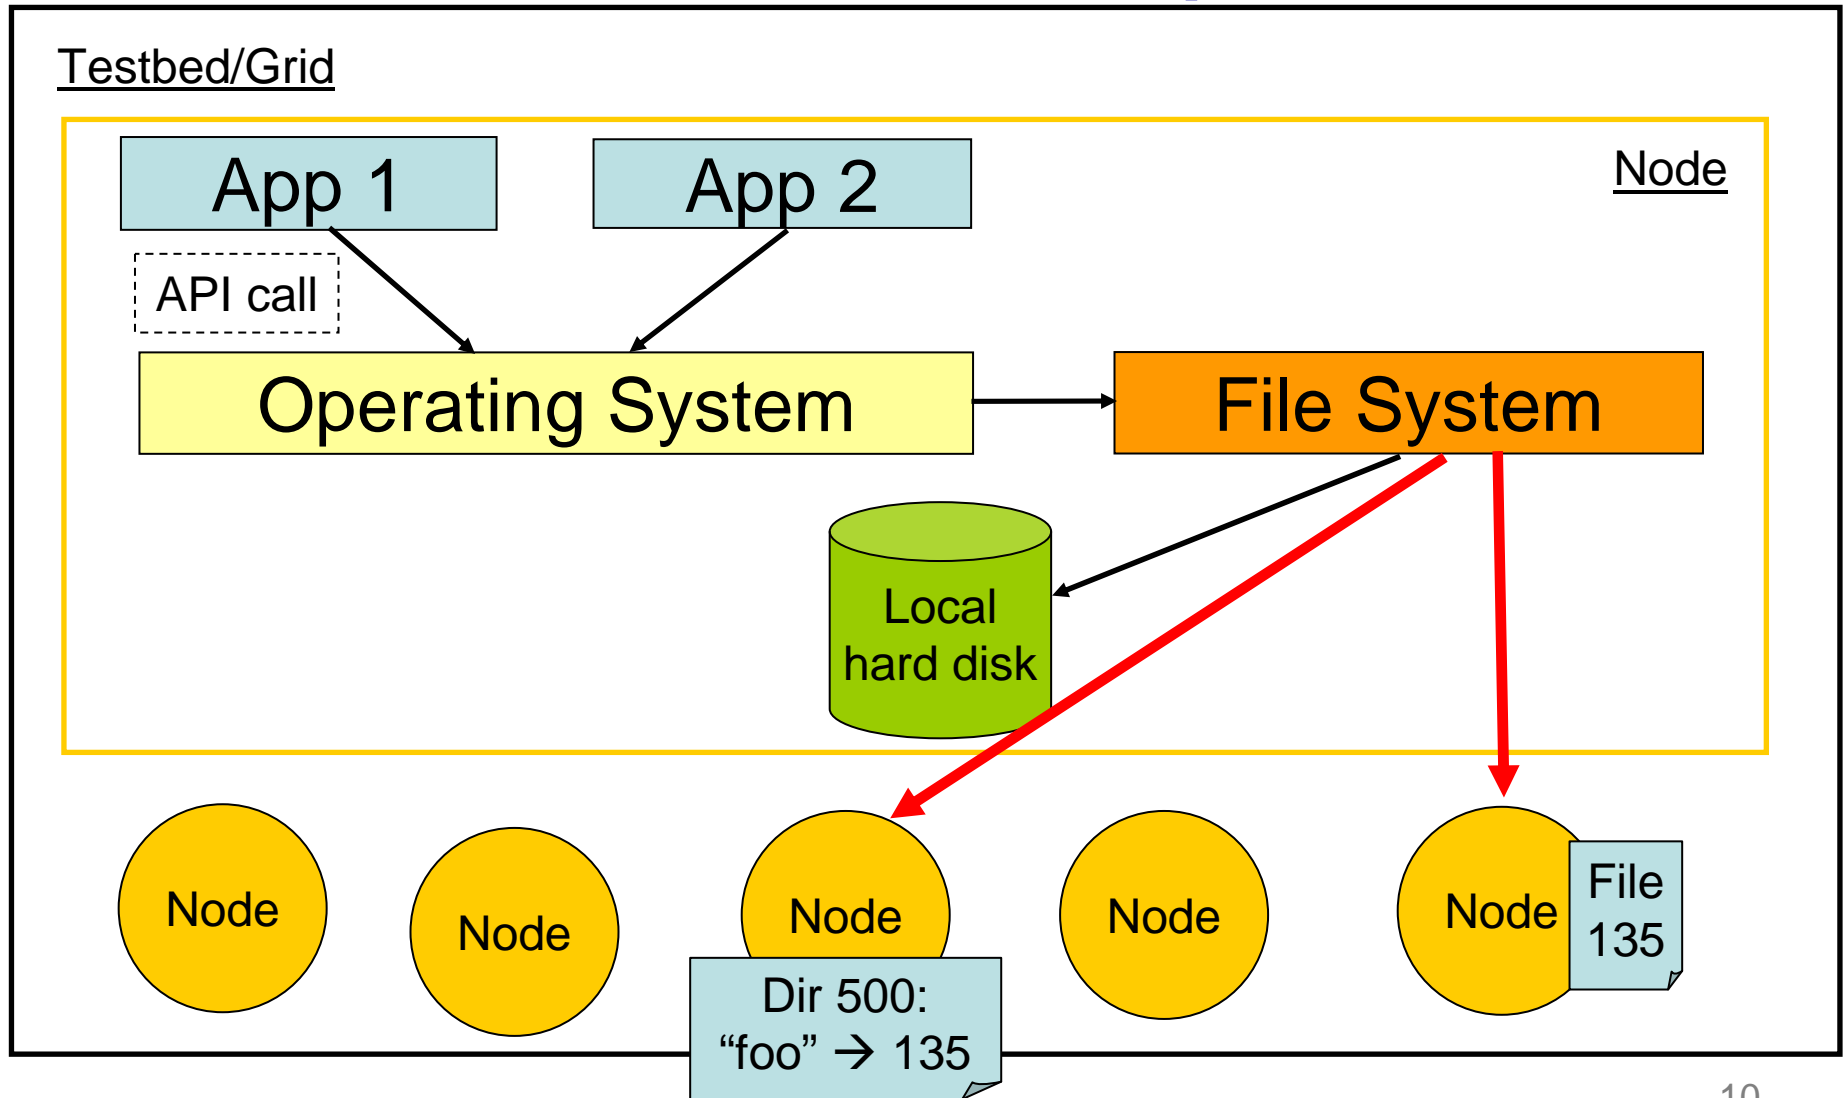 Testbed/Grid
Node
App 1
App 2
API call
Operating System
File System
Local
hard disk
Node
Node
Node
Node
Node
File
135
Dir 500:
“foo” → 135
10